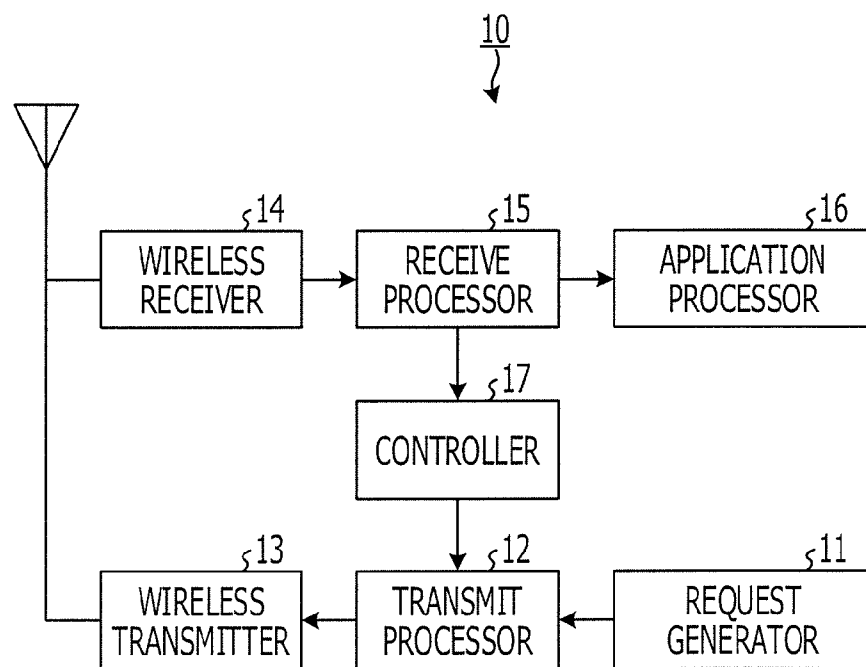 10
14
WIRELESS
RECEIVER
15
RECEIVE
PROCESSOR
16
APPLICATION
PROCESSOR
17
CONTROLLER
13
WIRELESS
TRANSMITTER
12
TRANSMIT
PROCESSOR
11
REQUEST
GENERATOR